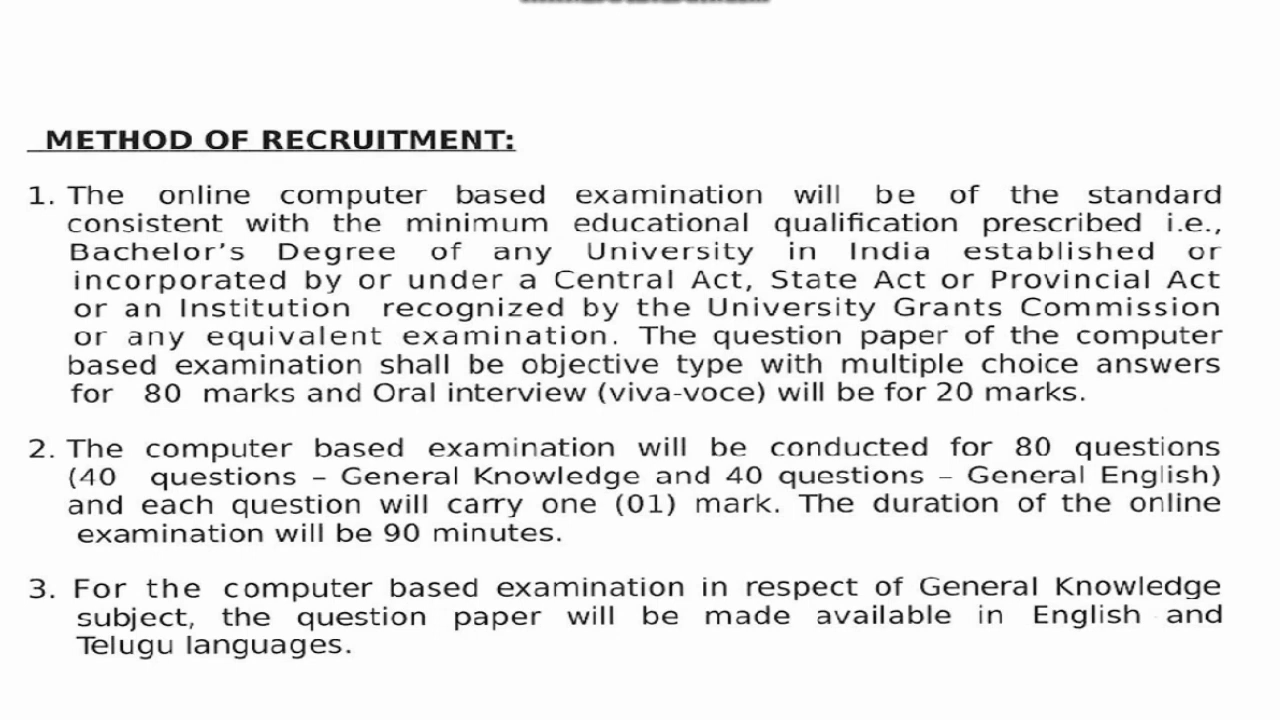 METHOD OF RECRUITMENT:
1. The online computer based examination will be of the standard
consistent with the minimum educational qualification prescribed i.e.,
Bachelor’s Degree of any University in India established or
incorporated by or under a Central Act, State Act or Provincial Act
or an Institution recognized by the University Grants Commission
or any equivalent examination. The question paper of the computer
based examination shall be objective type with multiple choice answers
for 80 marks and Oral interview (viva-voce) will be for 20 marks.
2. The computer based examination will be conducted for 80 questions
(40 questions – General Knowledge and 40 questions – General English)
and each question will carry one (01) mark. The duration of the online
examination will be 90 minutes.
3. For the computer based examination in respect of General Knowledge
subject, the question paper will be made available in English and
Telugu languages.